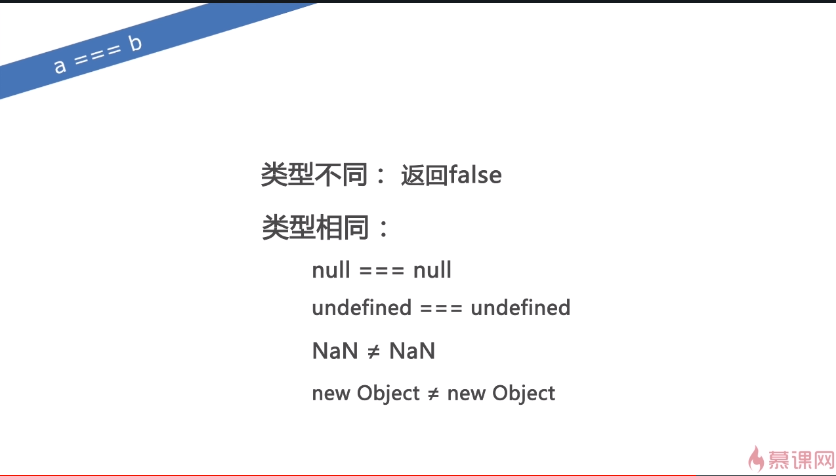 a === b
类型不同： 返回false
类型相同：
null === null
undefined === undefined
NaN ≠ NaN
new Object ≠ new Object
慕课网